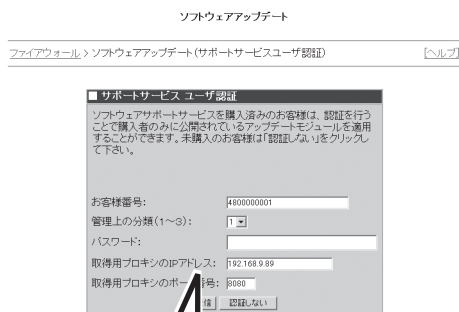 ソフトウェアアップデート
ファイアウォール > ソフトウェアアップデート(サポートサービスユーザ認証) [ヘルプ]
■ サポートサービス ユーザ認証
ソフトウェアサポートサービスを購入済みのお客様は、認証を行う
ことで購入者のみに公開されているアップデートモジュールを適用
することができます。未購入のお客様は「認証しない」をクリックし
て下さい。
お客様番号: 4800000001
管理上の分類(1～3): 1
パスワード:
取得用プロキシのIPアドレス: 192.168.9.89
取得用プロキシのポー 番号: 8080
信 認証しない